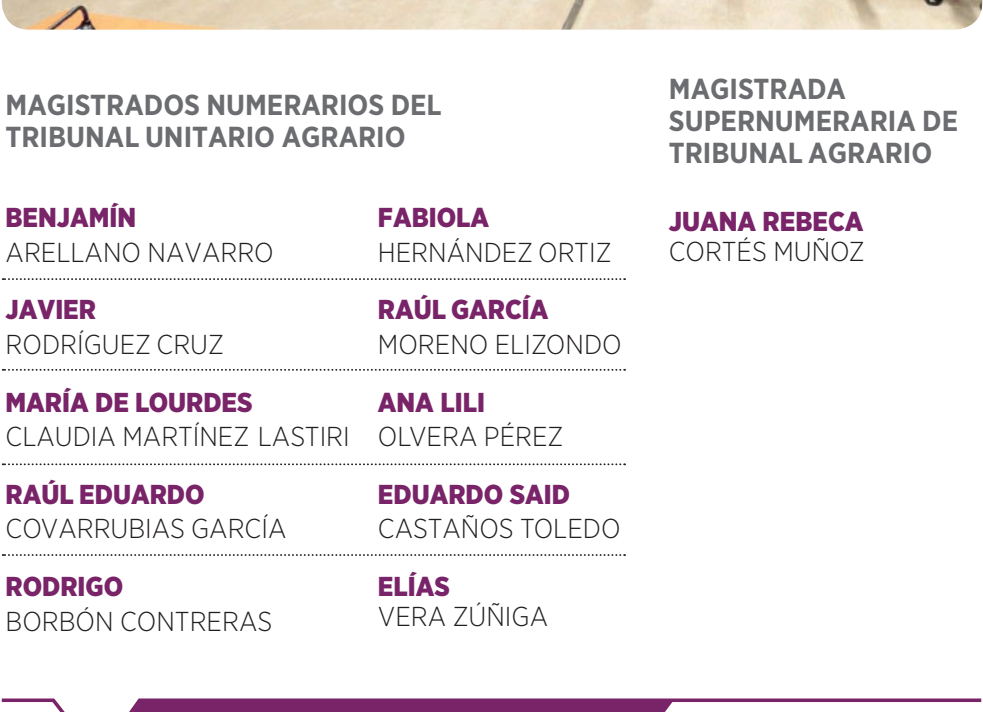 MAGISTRADOS NUMERARIOS DEL
TRIBUNAL UNITARIO AGRARIO
BENJAMÍN
ARELLANO NAVARRO
JAVIER
RODRÍGUEZ CRUZ
MARÍA DE LOURDES
CLAUDIA MARTÍNEZ LASTIRI
RAÚL EDUARDO
COVARRUBIAS GARCÍA
RODRIGO
BORBÓN CONTRERAS
FABIOLA
HERNÁNDEZ ORTIZ
RAÚL GARCÍA
MORENO ELIZONDO
ANA LILI
OLVERA PÉREZ
EDUARDO SAID
CASTAÑOS TOLEDO
ELÍAS
VERA ZÚÑIGA
MAGISTRADA
SUPERNUMERARIA DE
TRIBUNAL AGRARIO
JUANA REBECA
CORTÉS MUÑOZ